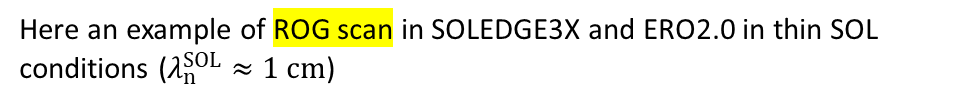 Here an example of ROG scan in SOLEDGE3X and ERO2.0 in thin SOL
conditions (λ_n^SOL ≈ 1 cm)